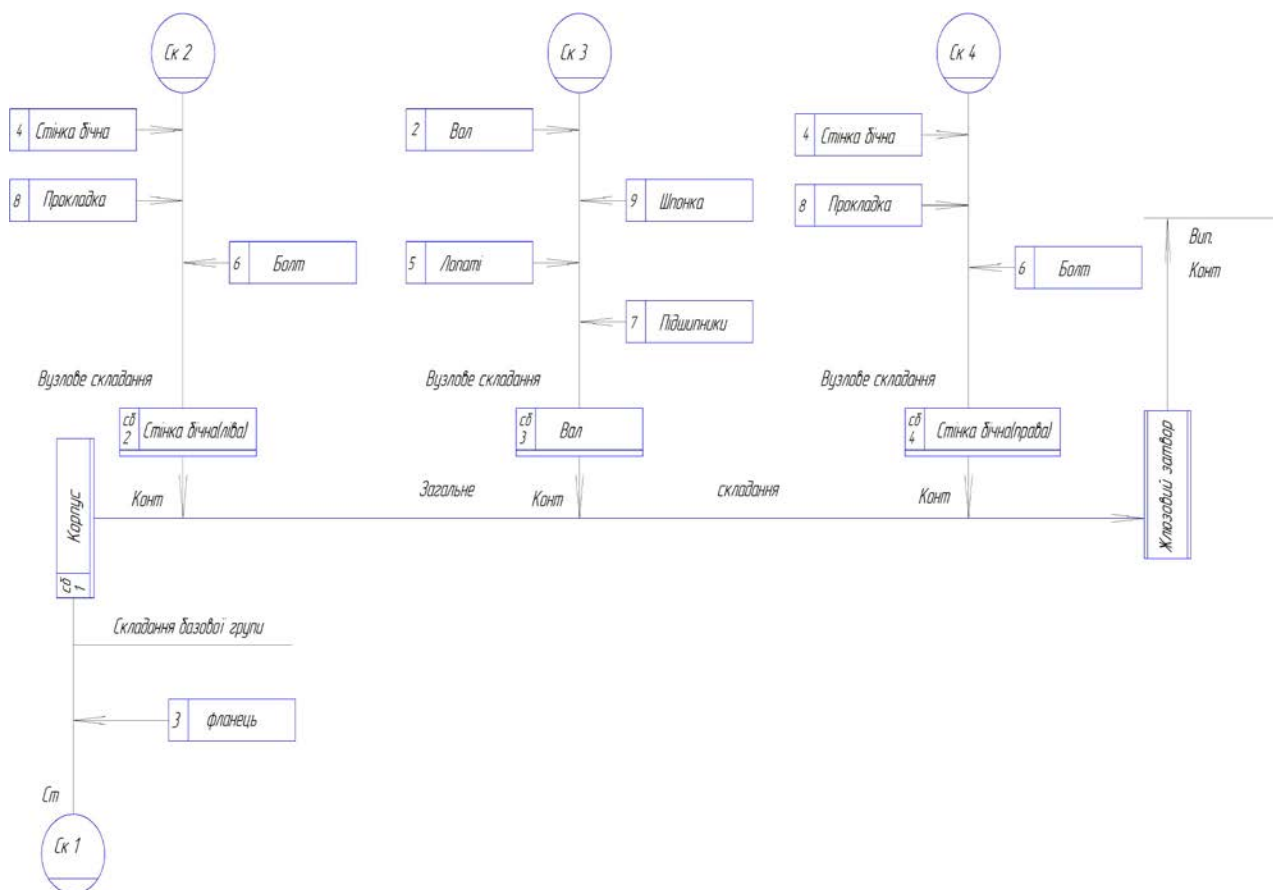 Ск 2
Ск 3
Ск 4
4 Стінка бічна
2 Вал
4 Стінка бічна
8 Прокладка
9 Шпонка
8 Прокладка
Вип.
Конт
6 Болт
5 Лопаті
6 Болт
7 Підшипники
Вузлове складання
Вузлове складання
Вузлове складання
сб 2 Стінка бічна(ліва)
сб 3 Вал
сб 4 Стінка бічна(права)
Конт
Загальне
Конт
складання
Конт
Корпус
сб 1
Жлюзовий затвор
Складання базової групи
3 фланець
Ст
Ск 1